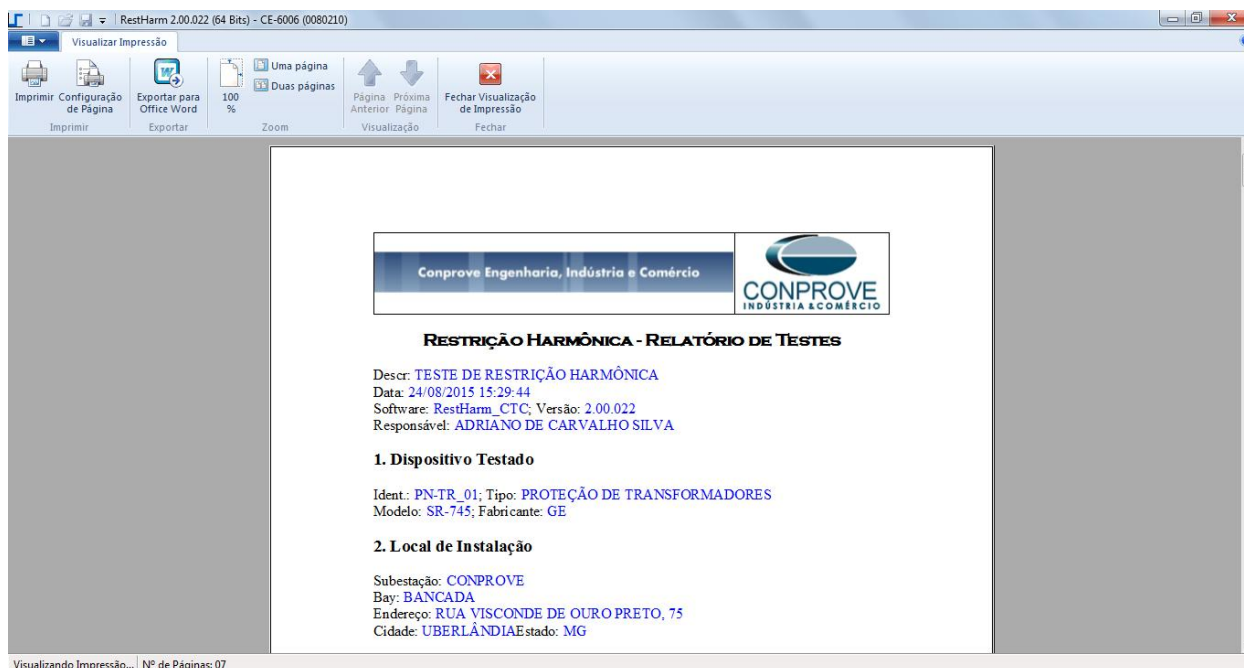 RestHarm 2.00.022 (64 Bits) - CE-6006 (0080210)
Visualizar Impressão
Imprimir
Configuração de Página
Exportar para Office Word
100 %
Uma página
Duas páginas
Página Anterior
Próxima Página
Fechar Visualização de Impressão
Imprimir
Exportar
Zoom
Visualização
Fechar
Conprove Engenharia, Indústria e Comércio
CONPROVE
INDÚSTRIA & COMÉRCIO
RESTRIÇÃO HARMÔNICA - RELATÓRIO DE TESTES
Descr: TESTE DE RESTRIÇÃO HARMÔNICA
Data: 24/08/2015 15:29:44
Software: RestHarm_CTC; Versão: 2.00.022
Responsável: ADRIANO DE CARVALHO SILVA
1. Dispositivo Testado
Ident.: PN-TR_01; Tipo: PROTEÇÃO DE TRANSFORMADORES
Modelo: SR-745; Fabricante: GE
2. Local de Instalação
Subestação: CONPROVE
Bay: BANCADA
Endereço: RUA VISCONDE DE OURO PRETO, 75
Cidade: UBERLÂNDIAEstado: MG
Visualizando Impressão... Nº de Páginas: 07